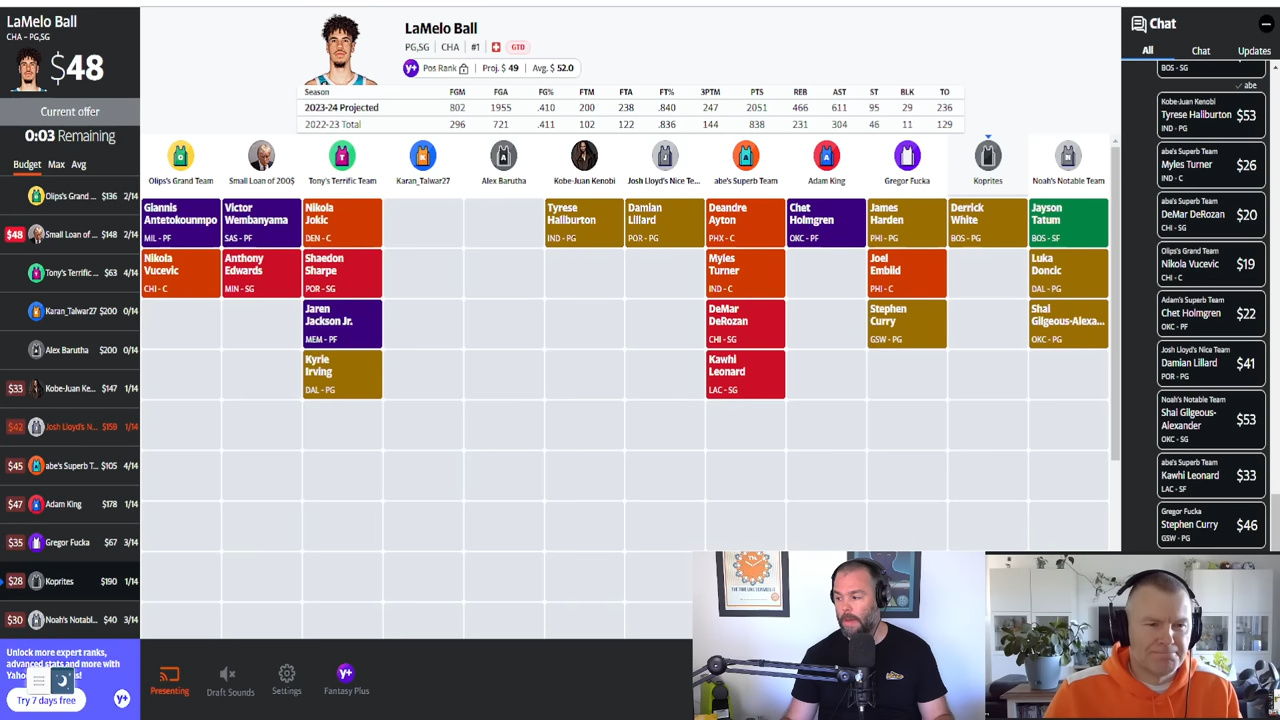 LaMelo Ball
CHA - PG,SG
$48
Current offer
0:03 Remaining
Budget Max Avg
Olips's Grand ... $136 2/14
$48 Small Loan of ... $148 2/14
Tony's Terrific ... $63 4/14
Karan_Talwar27 $200 0/14
Alex Barutha $200 0/14
$33 Kobe-Juan Ke... $147 1/14
$42 Josh Lloyd's N... $159 1/14
$45 abe's Superb T... $105 4/14
$47 Adam King $178 1/14
$35 Gregor Fucka $67 3/14
$28 Koprites $190 1/14
$30 Noah's Notabl... $40 3/14
Unlock more expert ranks,
advanced stats and more with
Try 7 days free
y+
LaMelo Ball
PG,SG CHA #1 GTD
y+ Pos Rank Proj. $ 49 Avg. $ 52.0
Season FGM FGA FG% FTM FTA FT% 3PTM PTS REB AST ST BLK TO
2023-24 Projected 802 1955 .410 200 238 .840 247 2051 466 611 95 29 236
2022-23 Total 296 721 .411 102 122 .836 144 838 231 304 46 11 129
Olips's Grand Team Small Loan of 200$ Tony's Terrific Team Karan_Talwar27 Alex Barutha Kobe-Juan Kenobi Josh Lloyd's Nice Te... abe's Superb Team Adam King Gregor Fucka Koprites Noah's Notable Team
Giannis
Antetokounmpo
MIL - PF
Victor
Wembanyama
SAS - PF
Nikola
Jokic
DEN - C
Tyrese
Haliburton
IND - PG
Damian
Lillard
POR - PG
Deandre
Ayton
PHX - C
Chet
Holmgren
OKC - PF
James
Harden
PHI - PG
Derrick
White
BOS - PG
Jayson
Tatum
BOS - SF
Nikola
Vucevic
CHI - C
Anthony
Edwards
MIN - SG
Shaedon
Sharpe
POR - SG
Myles
Turner
IND - C
Joel
Embiid
PHI - C
Luka
Doncic
DAL - PG
Jaren
Jackson Jr.
MEM - PF
DeMar
DeRozan
CHI - SG
Stephen
Curry
GSW - PG
Shai
Gilgeous-Alexa...
OKC - PG
Kyrie
Irving
DAL - PG
Kawhi
Leonard
LAC - SG
Presenting
Draft Sounds
Settings
y+
Fantasy Plus
Chat
All Chat Updates
BOS - SG
abe
Kobe-Juan Kenobi
Tyrese Haliburton $53
IND - PG
abe's Superb Team
Myles Turner $26
IND - C
abe's Superb Team
DeMar DeRozan $20
CHI - SG
Olips's Grand Team
Nikola Vucevic $19
CHI - C
Adam's Superb Team
Chet Holmgren $22
OKC - PF
Josh Lloyd's Nice Team
Damian Lillard $41
POR - PG
Noah's Notable Team
Shai Gilgeous-
Alexander $53
OKC - SG
abe's Superb Team
Kawhi Leonard $33
LAC - SF
Gregor Fucka
Stephen Curry $46
GSW - PG